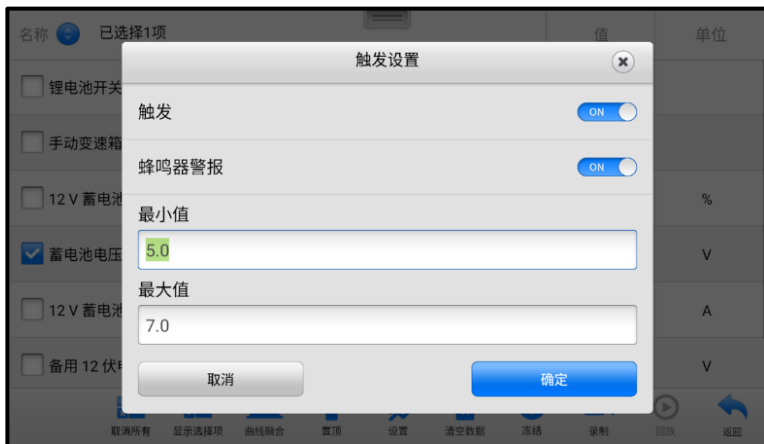 名称 已选择1项 值 单位
触发设置
锂电池开关
触发 ON
手动变速箱
蜂鸣器警报 ON
12 V 蓄电池 %
最小值
蓄电池电压 5.0 V
最大值
12 V 蓄电池 7.0 A
备用 12 伏 V
取消 确定
取消所有 显示选择项 曲线融合 置顶 设置 清空数据 冻结 录制 回放 返回